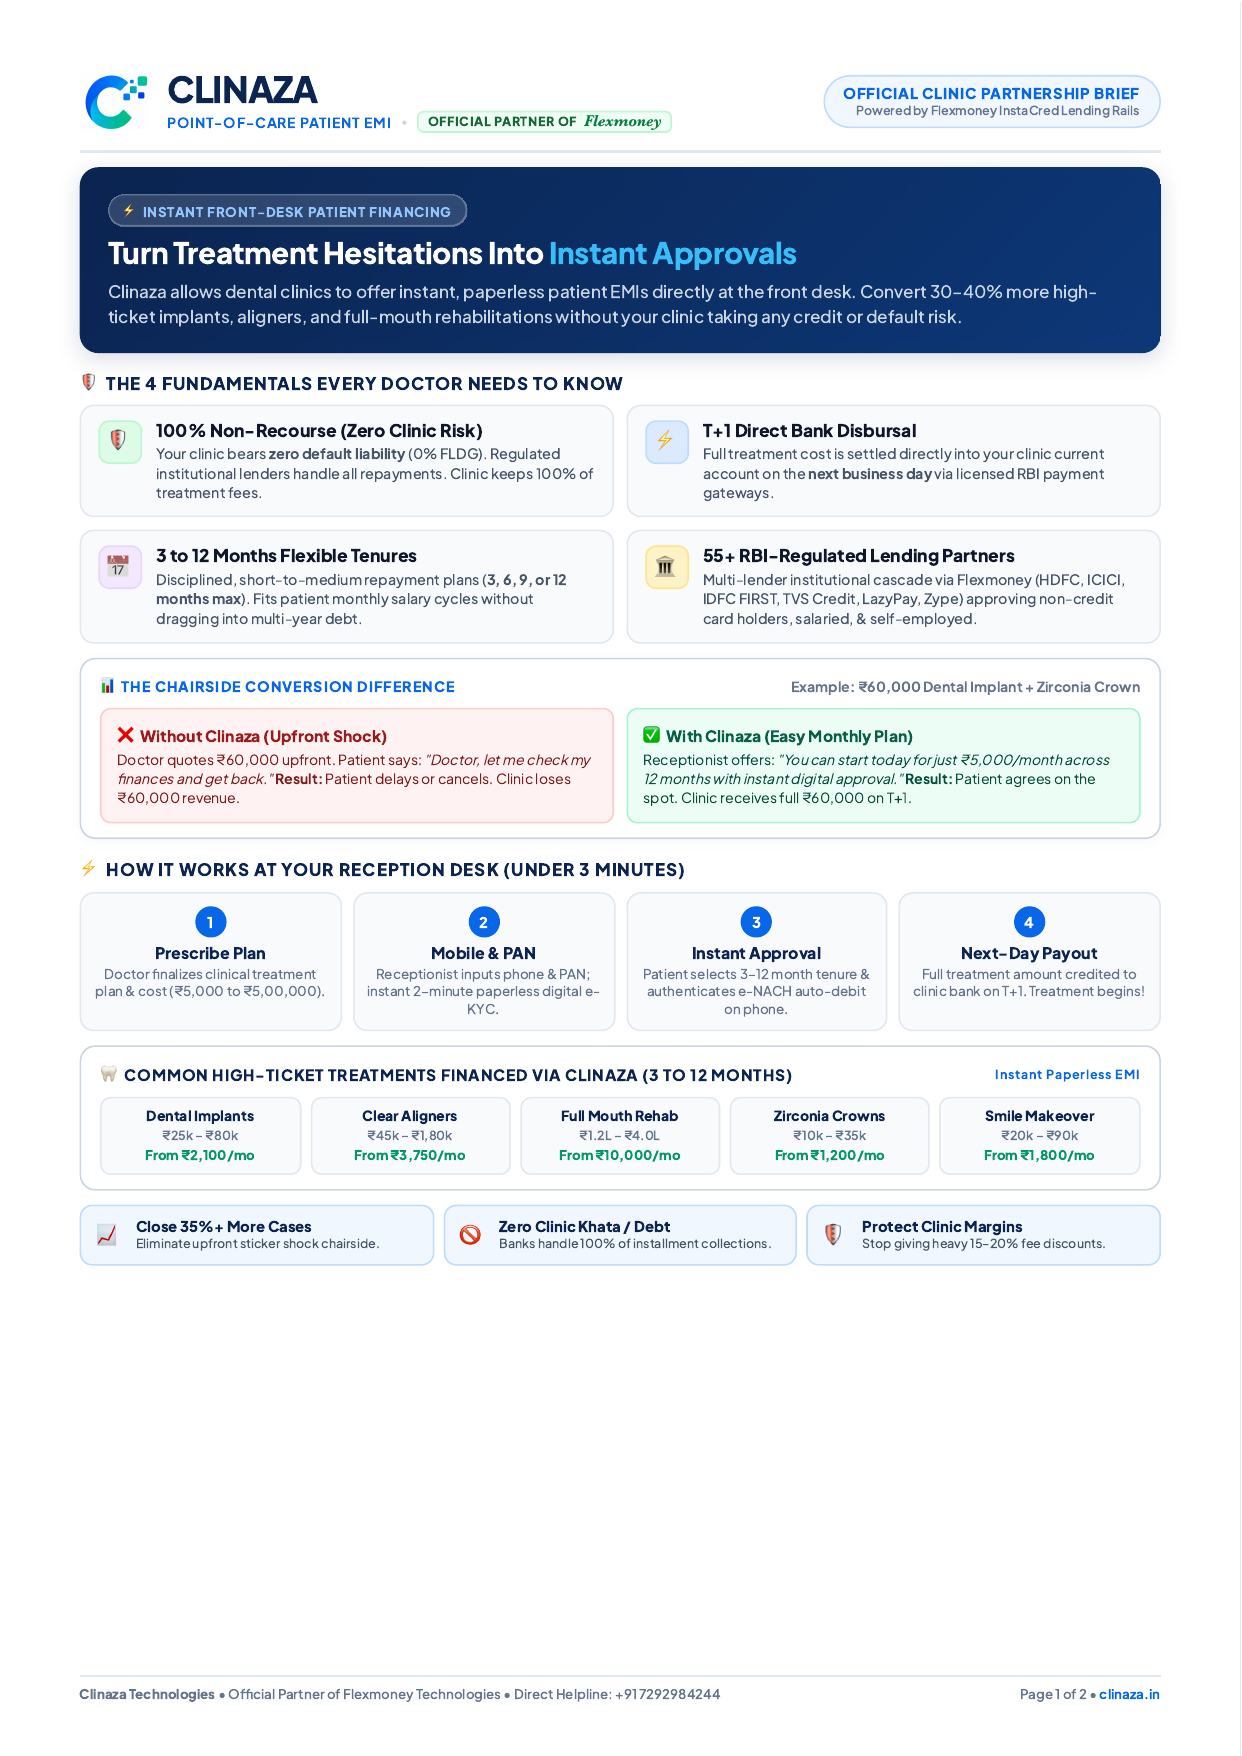 CLINAZA
POINT-OF-CARE PATIENT EMI • OFFICIAL PARTNER OF Flexmoney
OFFICIAL CLINIC PARTNERSHIP BRIEF
Powered by Flexmoney InstaCred Lending Rails
⚡ INSTANT FRONT-DESK PATIENT FINANCING
Turn Treatment Hesitations Into Instant Approvals
Clinaza allows dental clinics to offer instant, paperless patient EMIs directly at the front desk. Convert 30–40% more high-
ticket implants, aligners, and full-mouth rehabilitations without your clinic taking any credit or default risk.
THE 4 FUNDAMENTALS EVERY DOCTOR NEEDS TO KNOW
100% Non-Recourse (Zero Clinic Risk)
Your clinic bears zero default liability (0% FLDG). Regulated
institutional lenders handle all repayments. Clinic keeps 100% of
treatment fees.
T+1 Direct Bank Disbursal
Full treatment cost is settled directly into your clinic current
account on the next business day via licensed RBI payment
gateways.
17
3 to 12 Months Flexible Tenures
Disciplined, short-to-medium repayment plans (3, 6, 9, or 12
months max). Fits patient monthly salary cycles without
dragging into multi-year debt.
55+ RBI-Regulated Lending Partners
Multi-lender institutional cascade via Flexmoney (HDFC, ICICI,
IDFC FIRST, TVS Credit, LazyPay, Zype) approving non-credit
card holders, salaried, & self-employed.
THE CHAIRSIDE CONVERSION DIFFERENCE
Example: ₹60,000 Dental Implant + Zirconia Crown
❌ Without Clinaza (Upfront Shock)
Doctor quotes ₹60,000 upfront. Patient says: "Doctor, let me check my
finances and get back." Result: Patient delays or cancels. Clinic loses
₹60,000 revenue.
✅ With Clinaza (Easy Monthly Plan)
Receptionist offers: "You can start today for just ₹5,000/month across
12 months with instant digital approval." Result: Patient agrees on the
spot. Clinic receives full ₹60,000 on T+1.
⚡ HOW IT WORKS AT YOUR RECEPTION DESK (UNDER 3 MINUTES)
1
Prescribe Plan
Doctor finalizes clinical treatment
plan & cost (₹5,000 to ₹5,00,000).
2
Mobile & PAN
Receptionist inputs phone & PAN;
instant 2-minute paperless digital e-
KYC.
3
Instant Approval
Patient selects 3–12 month tenure &
authenticates e-NACH auto-debit
on phone.
4
Next-Day Payout
Full treatment amount credited to
clinic bank on T+1. Treatment begins!
COMMON HIGH-TICKET TREATMENTS FINANCED VIA CLINAZA (3 TO 12 MONTHS)
Instant Paperless EMI
Dental Implants
₹25k – ₹80k
From ₹2,100/mo
Clear Aligners
₹45k – ₹1,80k
From ₹3,750/mo
Full Mouth Rehab
₹1.2L – ₹4.0L
From ₹10,000/mo
Zirconia Crowns
₹10k – ₹35k
From ₹1,200/mo
Smile Makeover
₹20k – ₹90k
From ₹1,800/mo
Close 35%+ More Cases
Eliminate upfront sticker shock chairside.
Zero Clinic Khata / Debt
Banks handle 100% of installment collections.
Protect Clinic Margins
Stop giving heavy 15–20% fee discounts.
Clinaza Technologies • Official Partner of Flexmoney Technologies • Direct Helpline: +917292984244
Page 1 of 2 • clinaza.in